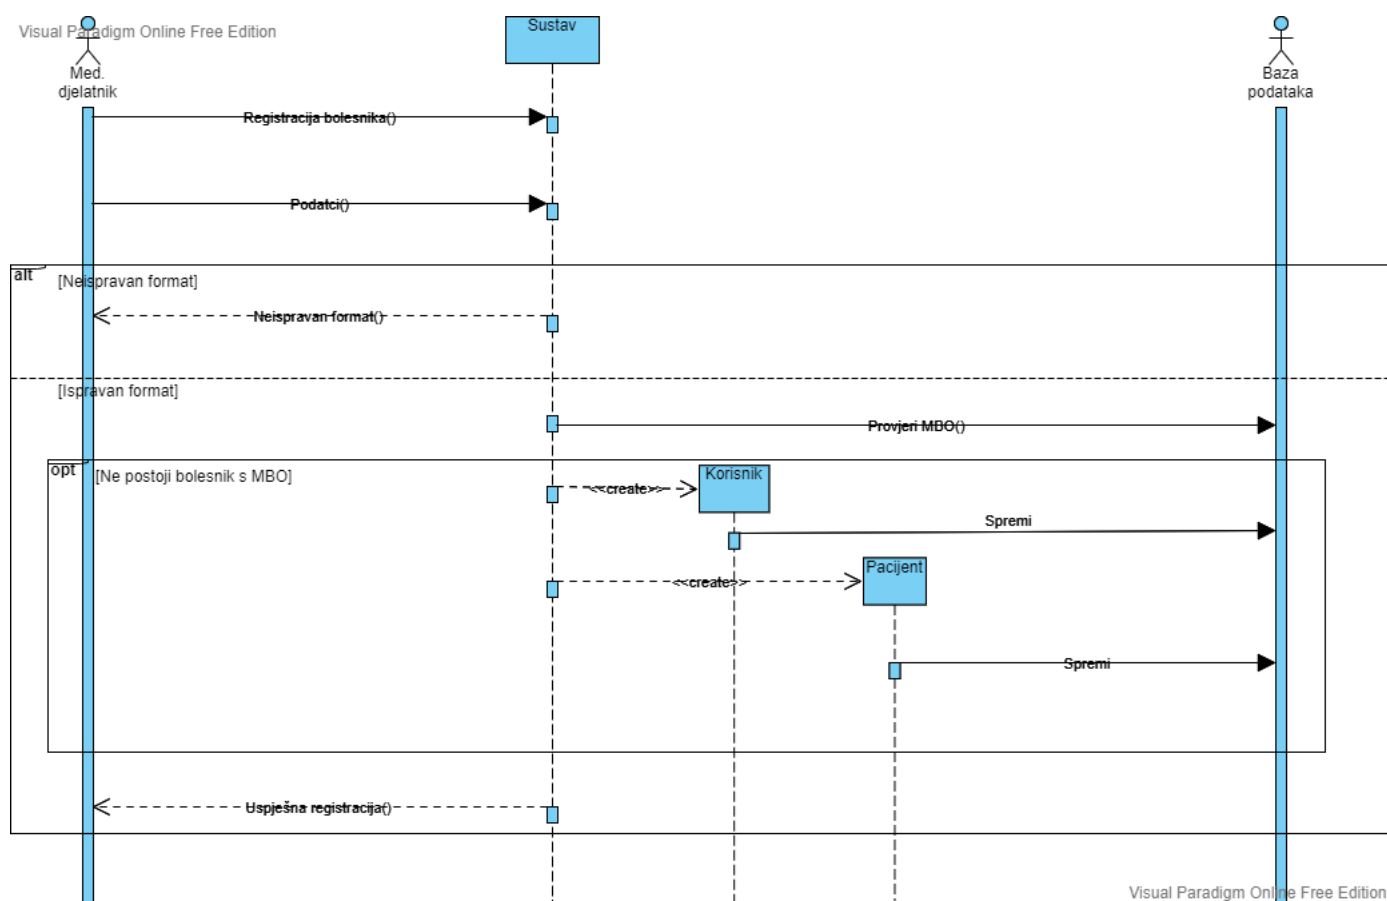 Visual Paradigm Online Free Edition
Med.
djelatnik
Sustav
Baza
podataka
Registracija bolesnika()
Podatci()
alt
[Neispravan format]
Neispravan format()
[Ispravan format]
Provjeri MBO()
opt
[Ne postoji bolesnik s MBO]
<<create>>
Korisnik
Spremi
<<create>>
Pacijent
Spremi
Uspješna registracija()
Visual Paradigm Online Free Edition